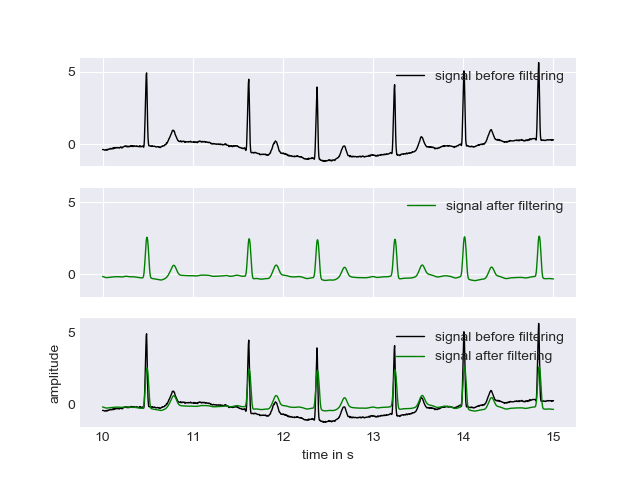 5
signal before filtering
0
5
signal after filtering
0
5
signal before filtering
signal after filtering
0
amplitude
10 11 12 13 14 15
time in s